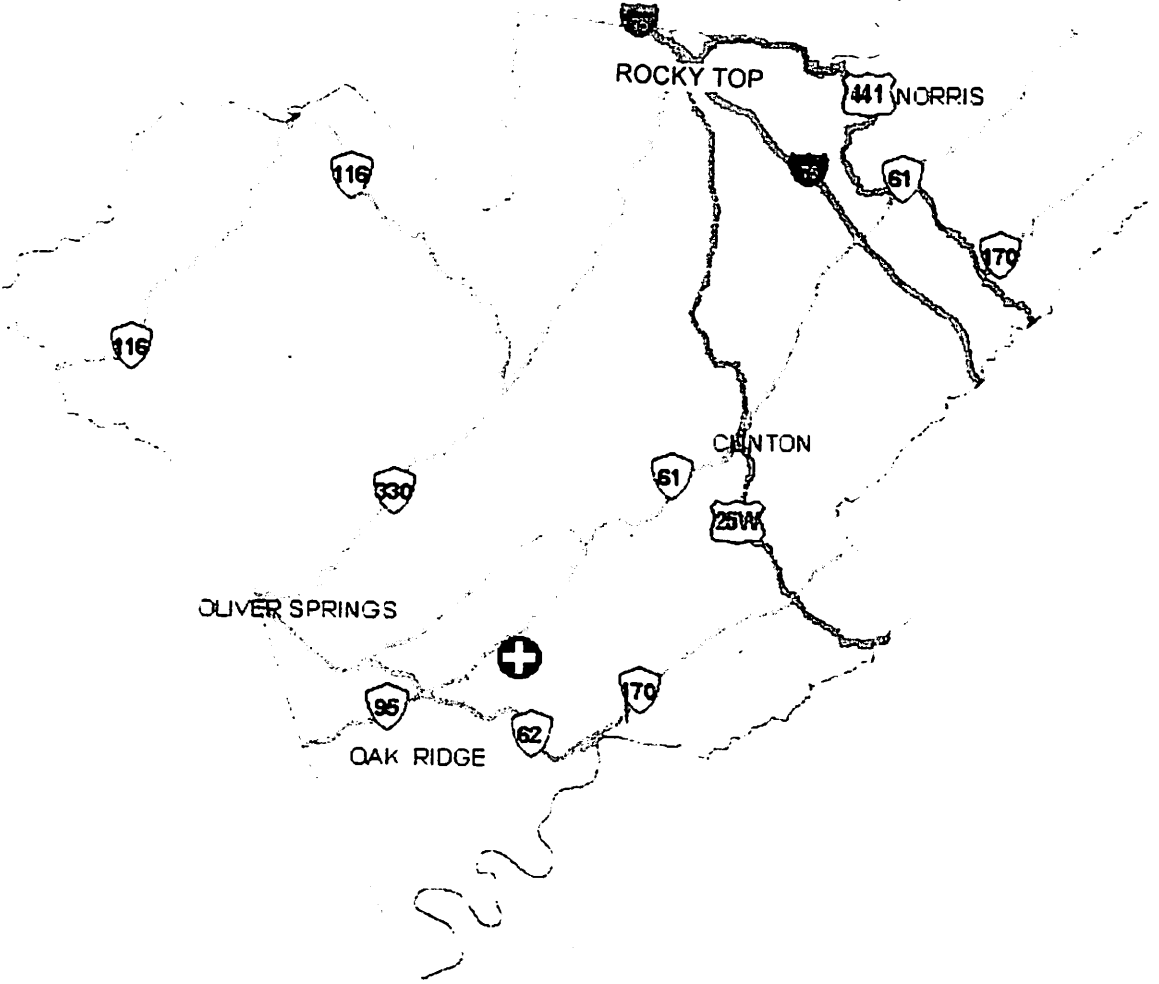 ROCKY TOP
441 NORRIS
116
61
170
116
CLINTON
61
330
25W
OLIVER SPRINGS
170
95
62
OAK RIDGE